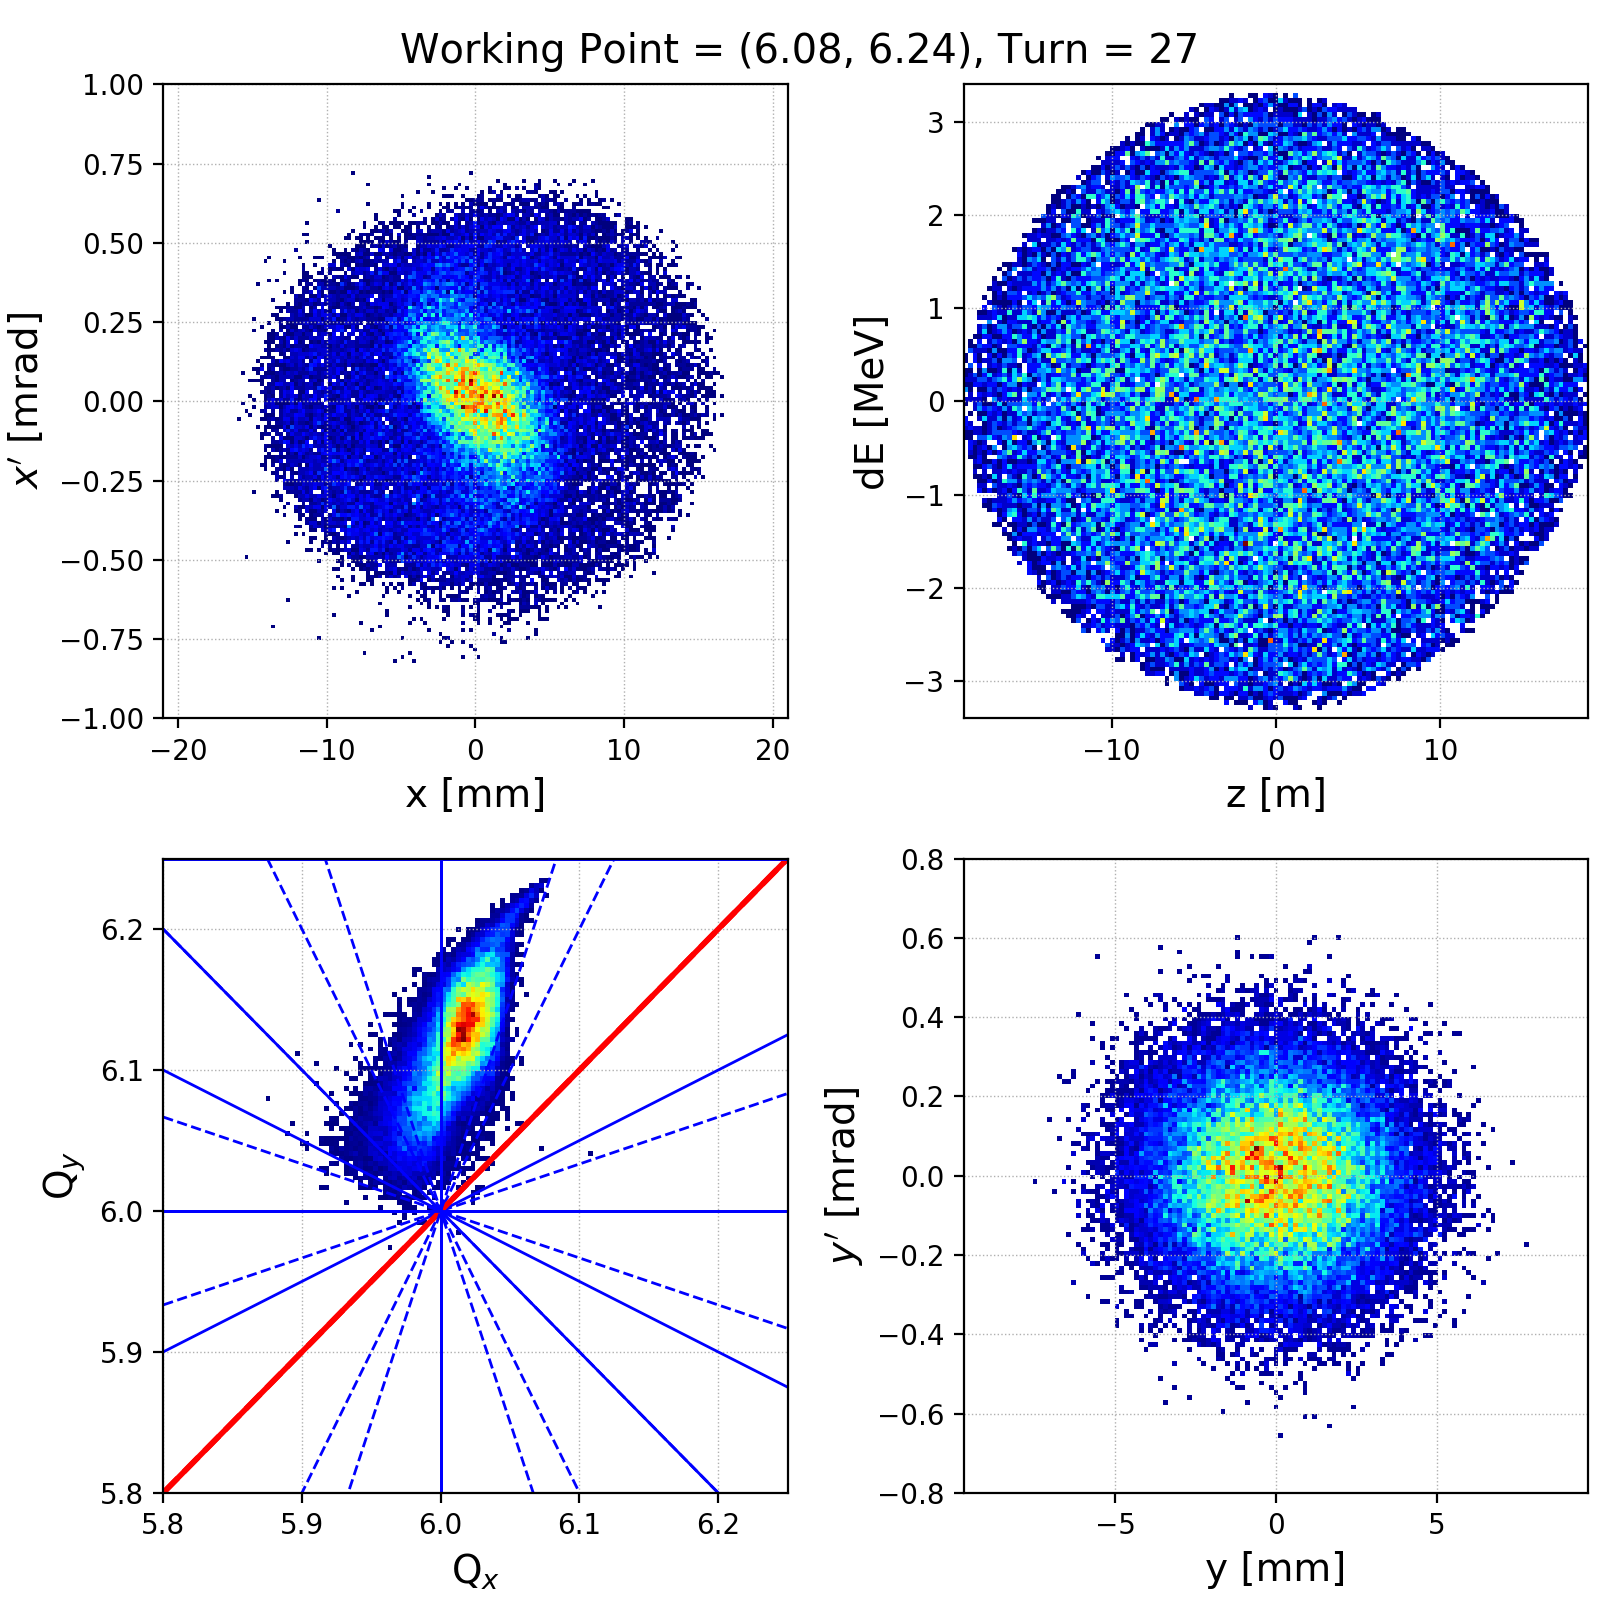 Working Point = (6.08, 6.24), Turn = 27
1.00
0.75
0.50
0.25
0.00
−0.25
−0.50
−0.75
−1.00
x′ [mrad]
−20 −10 0 10 20
x [mm]
3
2
1
0
−1
−2
−3
dE [MeV]
−10 0 10
z [m]
6.2
6.1
6.0
5.9
5.8
Qy
5.8 5.9 6.0 6.1 6.2
Qx
0.8
0.6
0.4
0.2
0.0
−0.2
−0.4
−0.6
−0.8
y′ [mrad]
−5 0 5
y [mm]